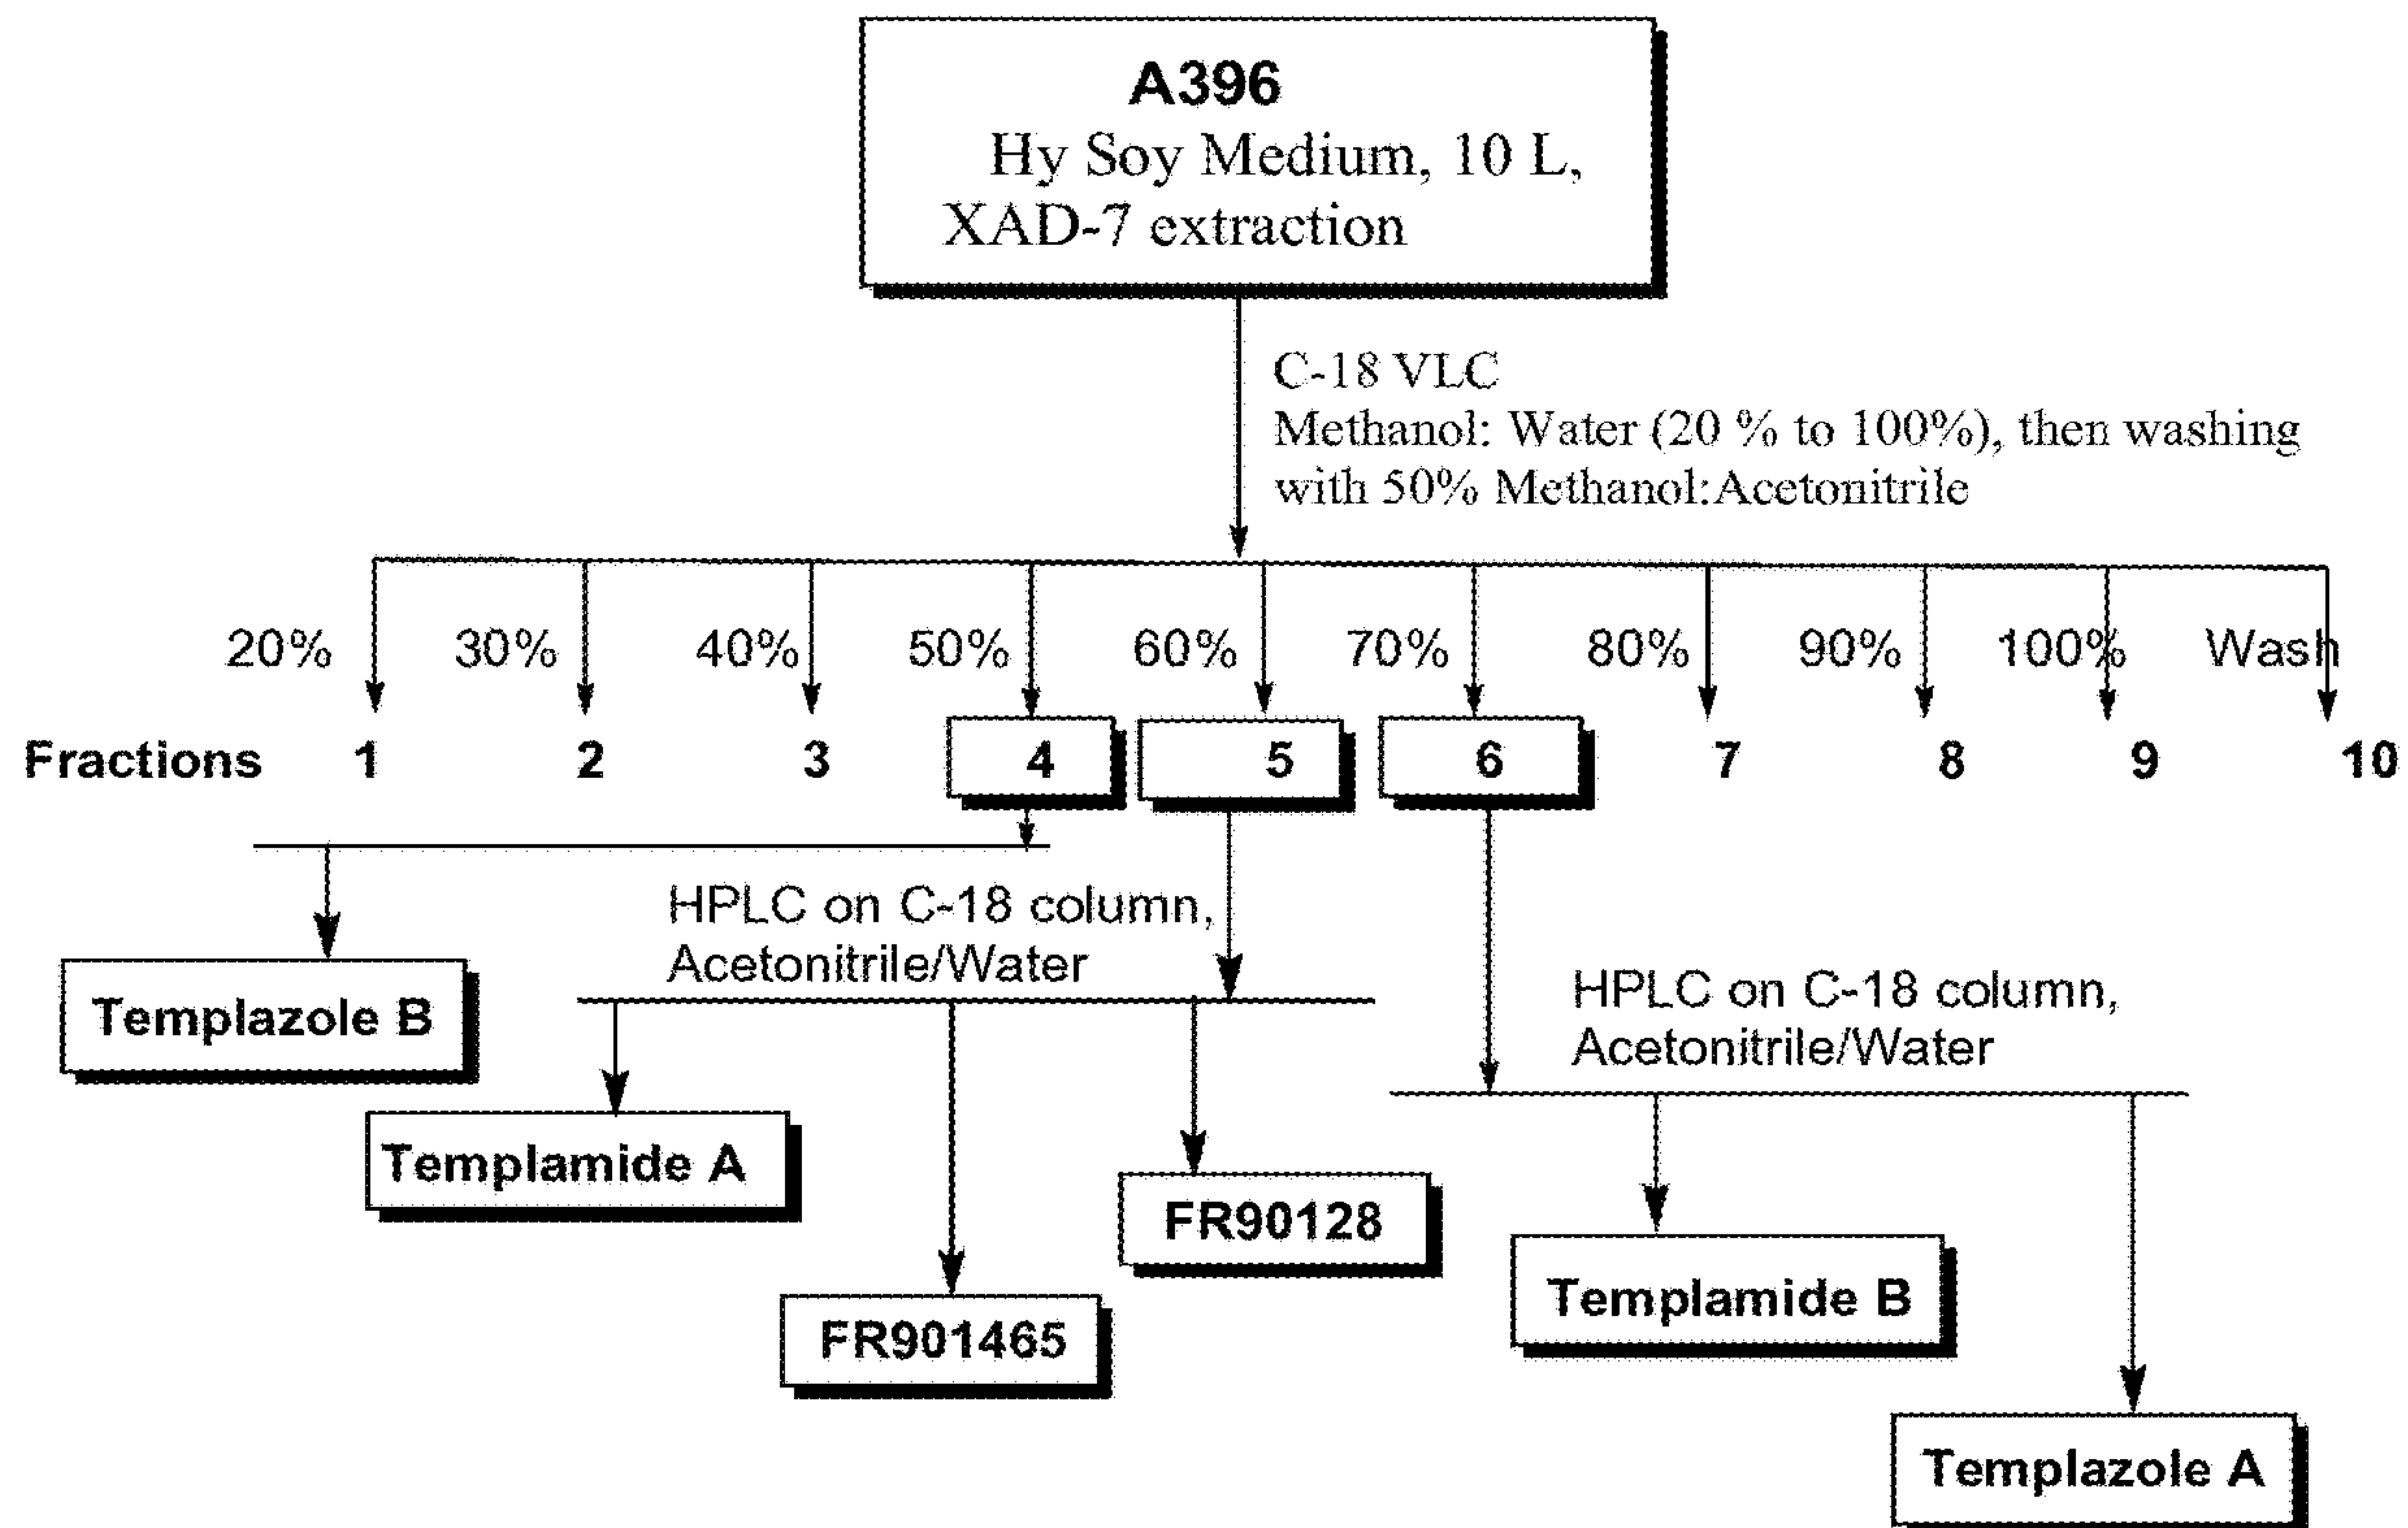 A396
Hy Soy Medium, 10 L,
XAD-7 extraction
C-18 VLC
Methanol: Water (20 % to 100%), then washing
with 50% Methanol:Acetonitrile
20% 30% 40% 50% 60% 70% 80% 90% 100% Wash
Fractions 1 2 3 4 5 6 7 8 9 10
HPLC on C-18 column,
Acetonitrile/Water
HPLC on C-18 column,
Acetonitrile/Water
Templazole B
Templamide A
FR90128
FR901465
Templamide B
Templazole A